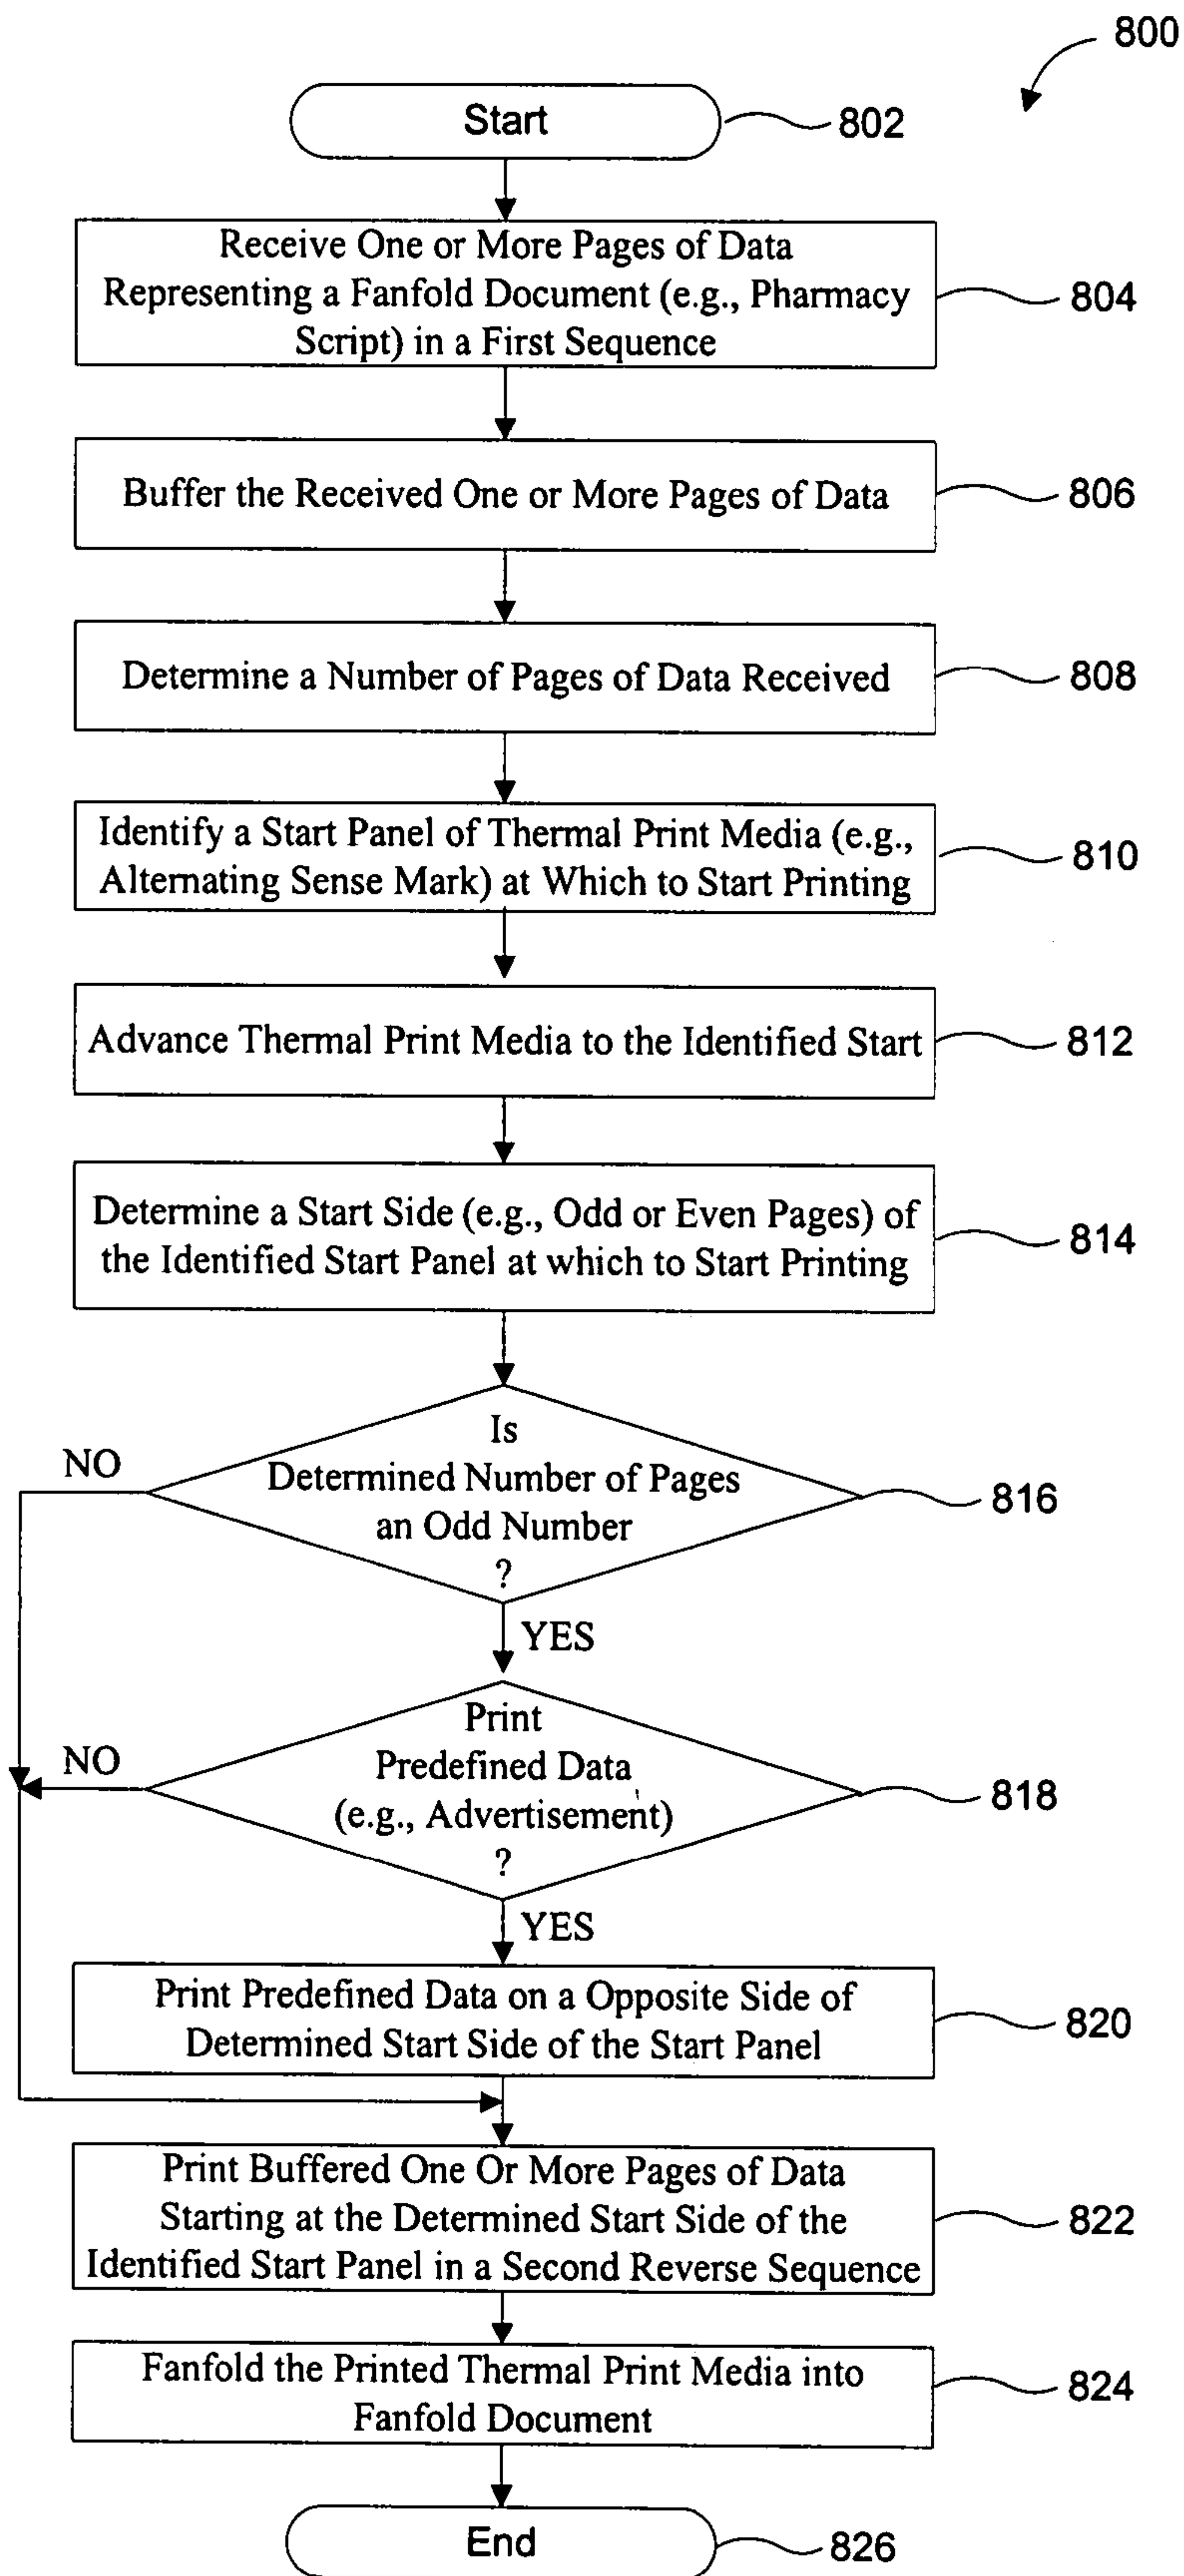 800
Start
802
Receive One or More Pages of Data
Representing a Fanfold Document (e.g., Pharmacy
Script) in a First Sequence
804
Buffer the Received One or More Pages of Data
806
Determine a Number of Pages of Data Received
808
Identify a Start Panel of Thermal Print Media (e.g.,
Alternating Sense Mark) at Which to Start Printing
810
Advance Thermal Print Media to the Identified Start
812
Determine a Start Side (e.g., Odd or Even Pages) of
the Identified Start Panel at which to Start Printing
814
Is
Determined Number of Pages
an Odd Number
?
NO
816
YES
Print
Predefined Data
(e.g., Advertisement)
?
NO
818
YES
Print Predefined Data on a Opposite Side of
Determined Start Side of the Start Panel
820
Print Buffered One Or More Pages of Data
Starting at the Determined Start Side of the
Identified Start Panel in a Second Reverse Sequence
822
Fanfold the Printed Thermal Print Media into
Fanfold Document
824
End
826